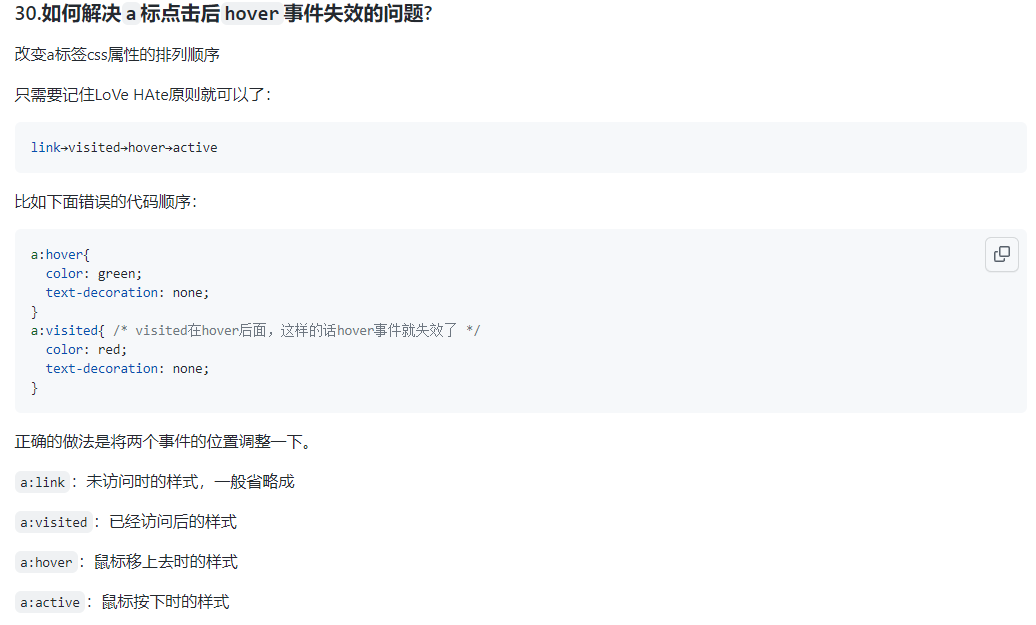 30.如何解决 a 标点击后 hover 事件失效的问题?
改变a标签css属性的排列顺序
只需要记住LoVe HAte原则就可以了：
link→visited→hover→active
比如下面错误的代码顺序：
a:hover{
  color: green;
  text-decoration: none;
}
a:visited{ /* visited在hover后面，这样的话hover事件就失效了 */
  color: red;
  text-decoration: none;
}
正确的做法是将两个事件的位置调整一下。
a:link ：未访问时的样式，一般省略成
a:visited ：已经访问后的样式
a:hover ：鼠标移上去时的样式
a:active ：鼠标按下时的样式